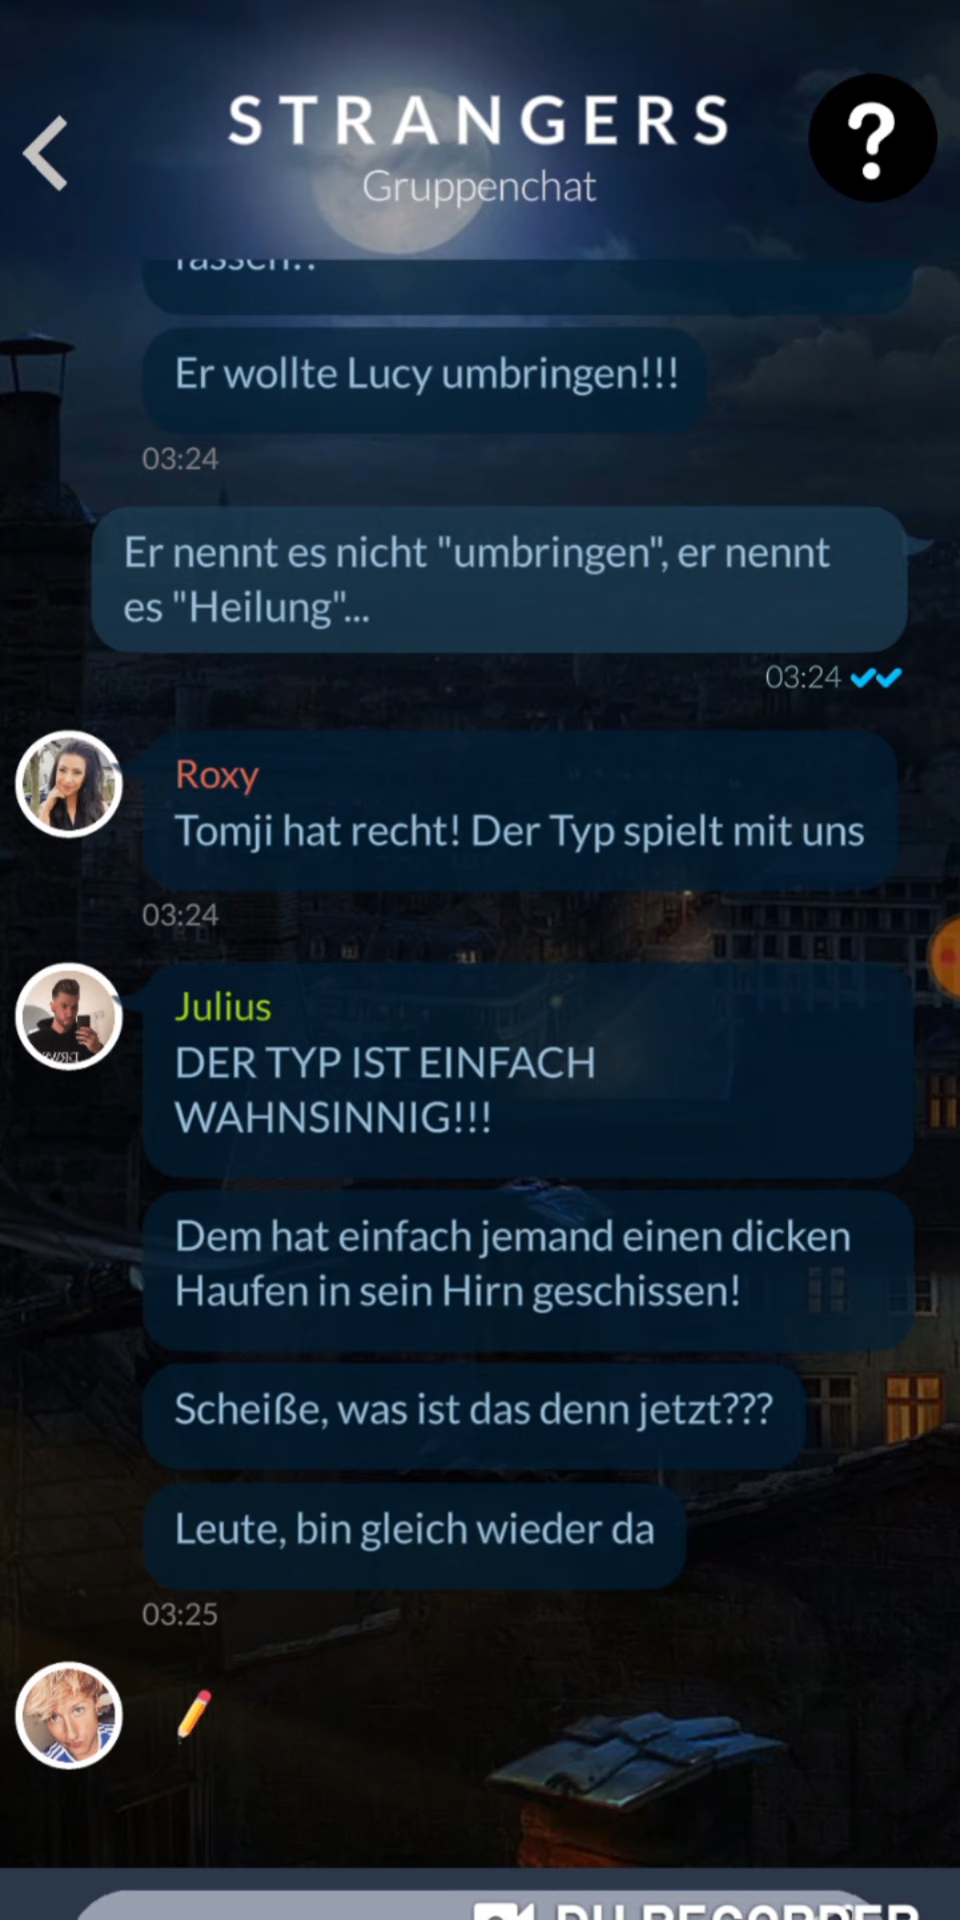 STRANGERS
Gruppenchat
?
Er wollte Lucy umbringen!!!
03:24
Er nennt es nicht "umbringen", er nennt
es "Heilung"...
03:24
Roxy
Tomji hat recht! Der Typ spielt mit uns
03:24
Julius
DER TYP IST EINFACH
WAHNSINNIG!!!
Dem hat einfach jemand einen dicken
Haufen in sein Hirn geschissen!
Scheiße, was ist das denn jetzt???
Leute, bin gleich wieder da
03:25
DU RECORDER